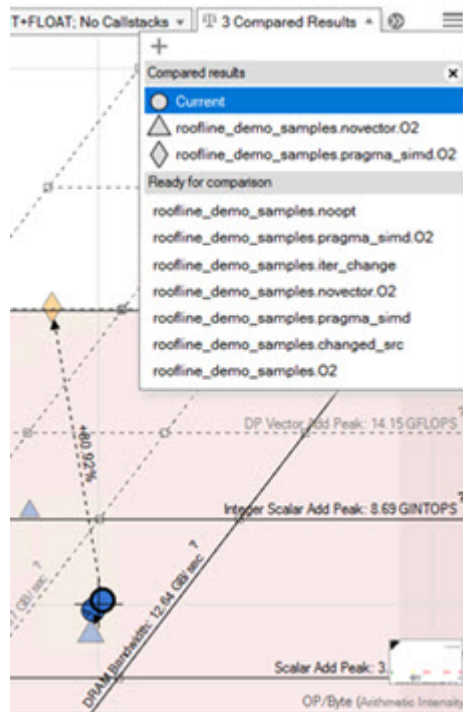 T+FLOAT; No Callstacks
3 Compared Results
Compared results
Current
roofline_demo_samples.novector.O2
roofline_demo_samples.pragma_simd.O2
Ready for comparison
roofline_demo_samples.noopt
roofline_demo_samples.pragma_simd.O2
roofline_demo_samples.iter_change
roofline_demo_samples.novector.O2
roofline_demo_samples.pragma_simd
roofline_demo_samples.changed_src
roofline_demo_samples.O2
DP Vector Add Peak: 14.15 GFLOPS
?
+80.92%
Integer Scalar Add Peak: 8.69 GINTOPS
?
DRAM Bandwidth: 12.64 GB/sec
?
GB/sec
?
Scalar Add Peak: 3.
OP/Byte (Arithmetic Intensity